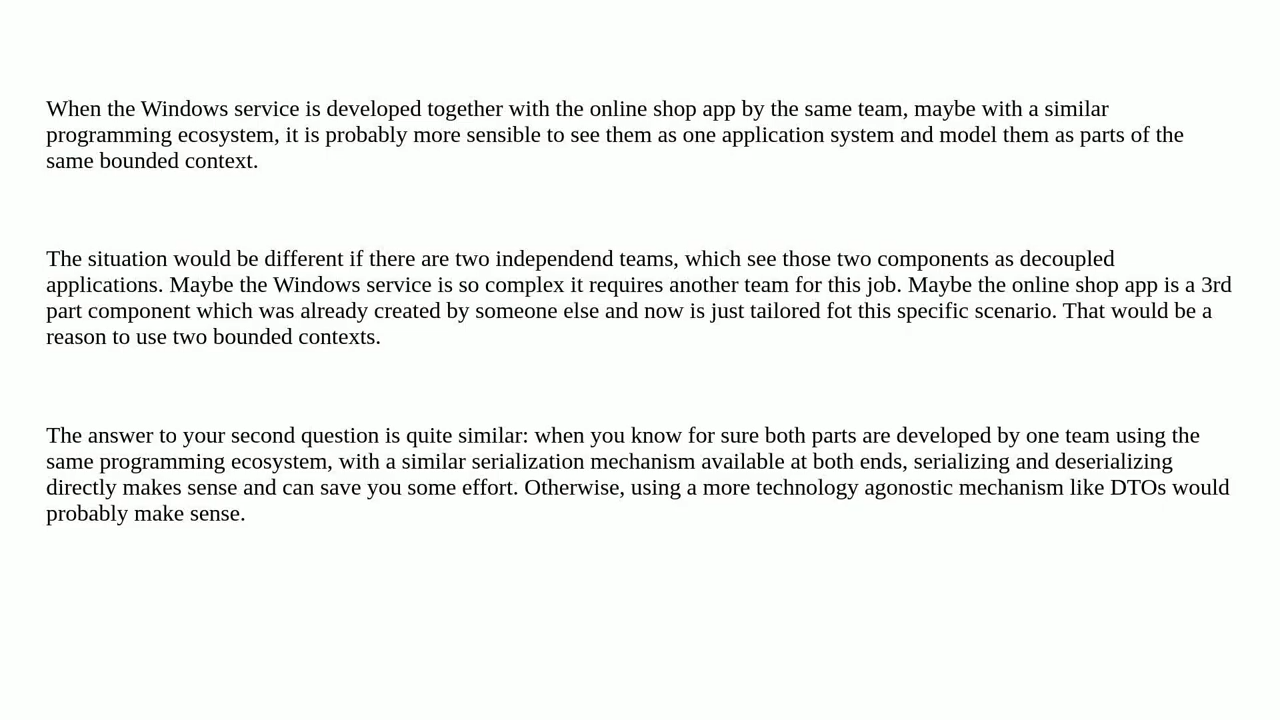 When the Windows service is developed together with the online shop app by the same team, maybe with a similar
programming ecosystem, it is probably more sensible to see them as one application system and model them as parts of the
same bounded context.
The situation would be different if there are two independend teams, which see those two components as decoupled
applications. Maybe the Windows service is so complex it requires another team for this job. Maybe the online shop app is a 3rd
part component which was already created by someone else and now is just tailored fot this specific scenario. That would be a
reason to use two bounded contexts.
The answer to your second question is quite similar: when you know for sure both parts are developed by one team using the
same programming ecosystem, with a similar serialization mechanism available at both ends, serializing and deserializing
directly makes sense and can save you some effort. Otherwise, using a more technology agonostic mechanism like DTOs would
probably make sense.